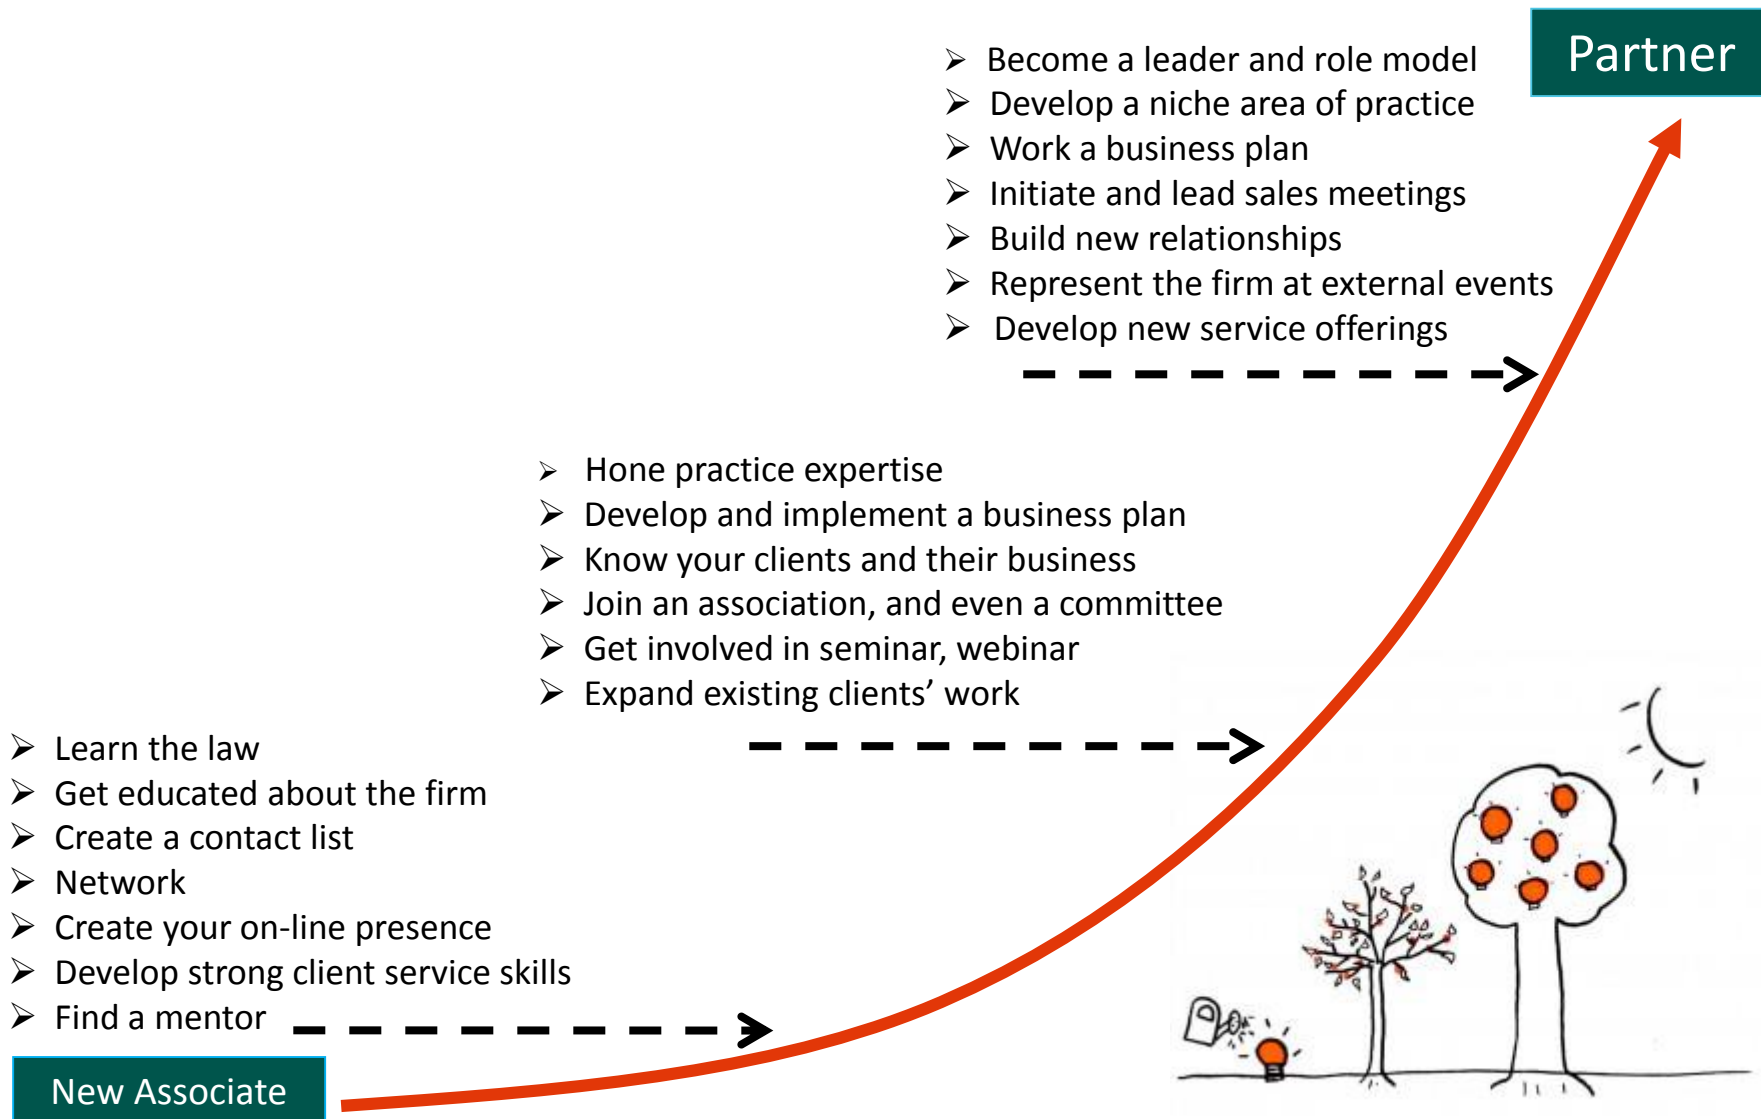 Partner
➢ Become a leader and role model
➢ Develop a niche area of practice
➢ Work a business plan
➢ Initiate and lead sales meetings
➢ Build new relationships
➢ Represent the firm at external events
➢ Develop new service offerings
➢ Hone practice expertise
➢ Develop and implement a business plan
➢ Know your clients and their business
➢ Join an association, and even a committee
➢ Get involved in seminar, webinar
➢ Expand existing clients’ work
➢ Learn the law
➢ Get educated about the firm
➢ Create a contact list
➢ Network
➢ Create your on-line presence
➢ Develop strong client service skills
➢ Find a mentor
New Associate